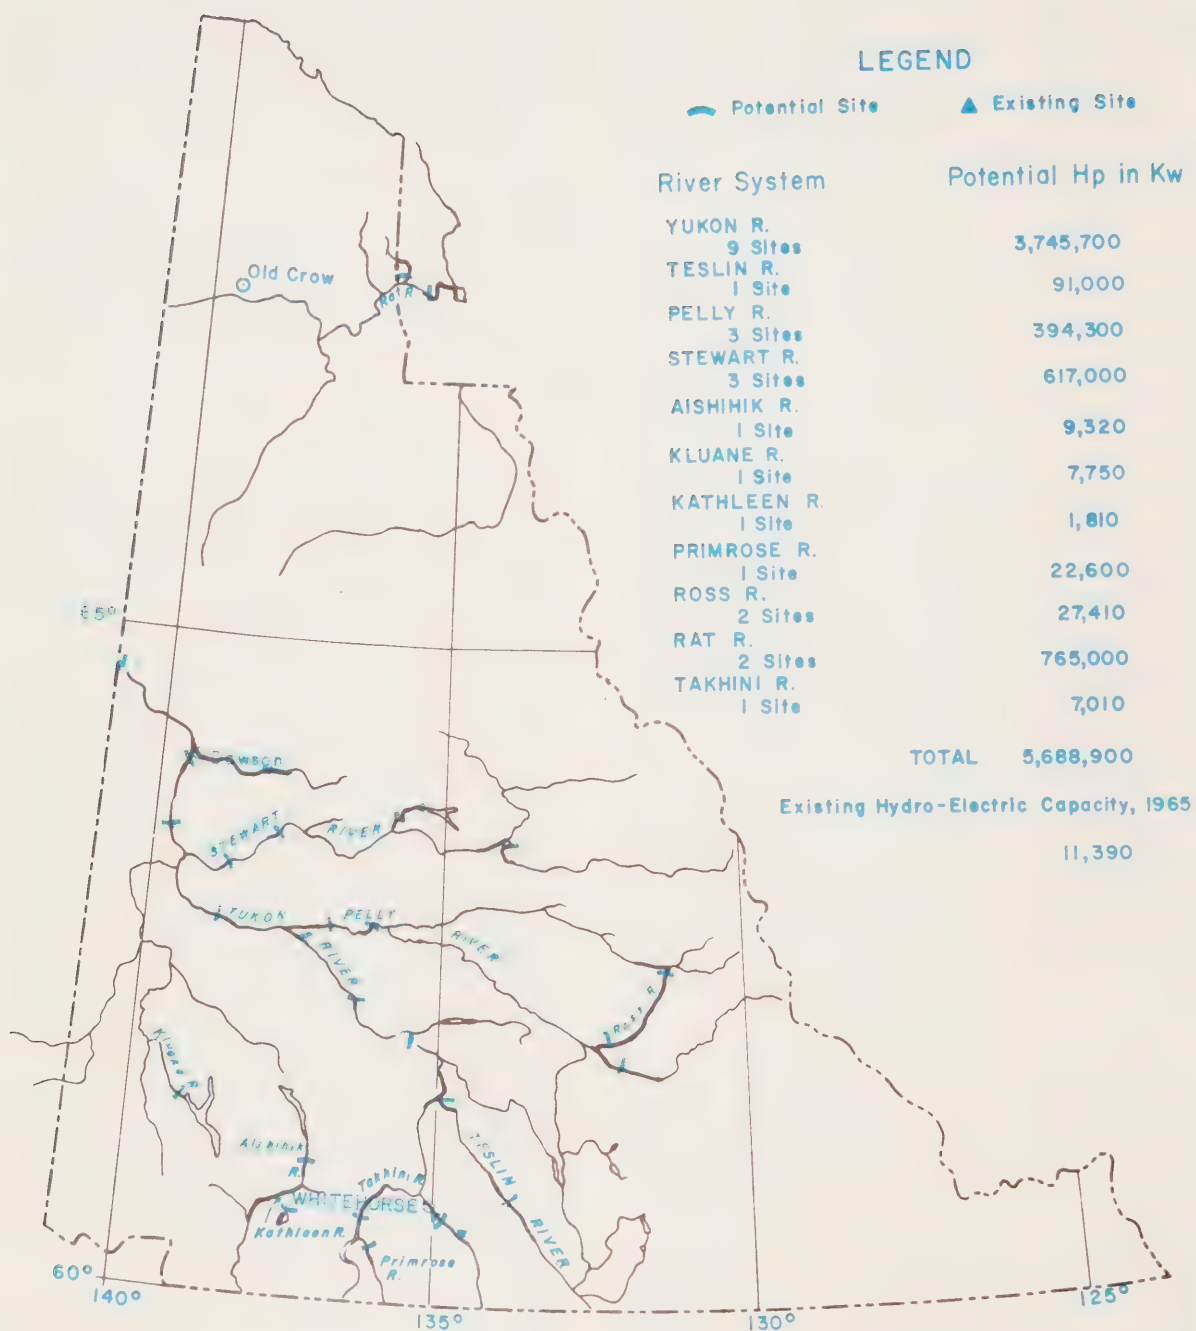 LEGEND
Potential Site Existing Site
River System Potential Hp in Kw
YUKON R.
9 Sites 3,745,700
TESLIN R.
1 Site 91,000
PELLY R.
3 Sites 394,300
STEWART R.
3 Sites 617,000
AISHIHIK R.
1 Site 9,320
KLUANE R.
1 Site 7,750
KATHLEEN R.
1 Site 1,810
PRIMROSE R.
1 Site 22,600
ROSS R.
2 Sites 27,410
RAT R.
2 Sites 765,000
TAKHINI R.
1 Site 7,010
TOTAL 5,688,900
Existing Hydro-Electric Capacity, 1965
11,390
Old Crow
Rat R.
65°
Dawson
STEWART RIVER
YUKON RIVER
PELLY RIVER
ROSS R.
Kluane R.
Aishihik R.
Takhini R.
TESLIN RIVER
WHITEHORSE
Kathleen R.
Primrose R.
60°
140°
135°
130°
125°